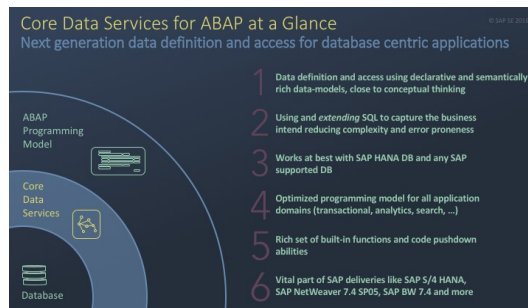 Core Data Services for ABAP at a Glance
© SAP SE 2016
Next generation data definition and access for database centric applications
ABAP
Programming
Model
Core
Data
Services
Database
1 Data definition and access using declarative and semantically
rich data-models, close to conceptual thinking
2 Using and extending SQL to capture the business
intend reducing complexity and error proneness
3 Works at best with SAP HANA DB and any SAP
supported DB
4 Optimized programming model for all application
domains (transactional, analytics, search, ...)
5 Rich set of built-in functions and code pushdown
abilities
6 Vital part of SAP deliveries like SAP S/4 HANA,
SAP NetWeaver 7.4 SP05, SAP BW 7.4 and more